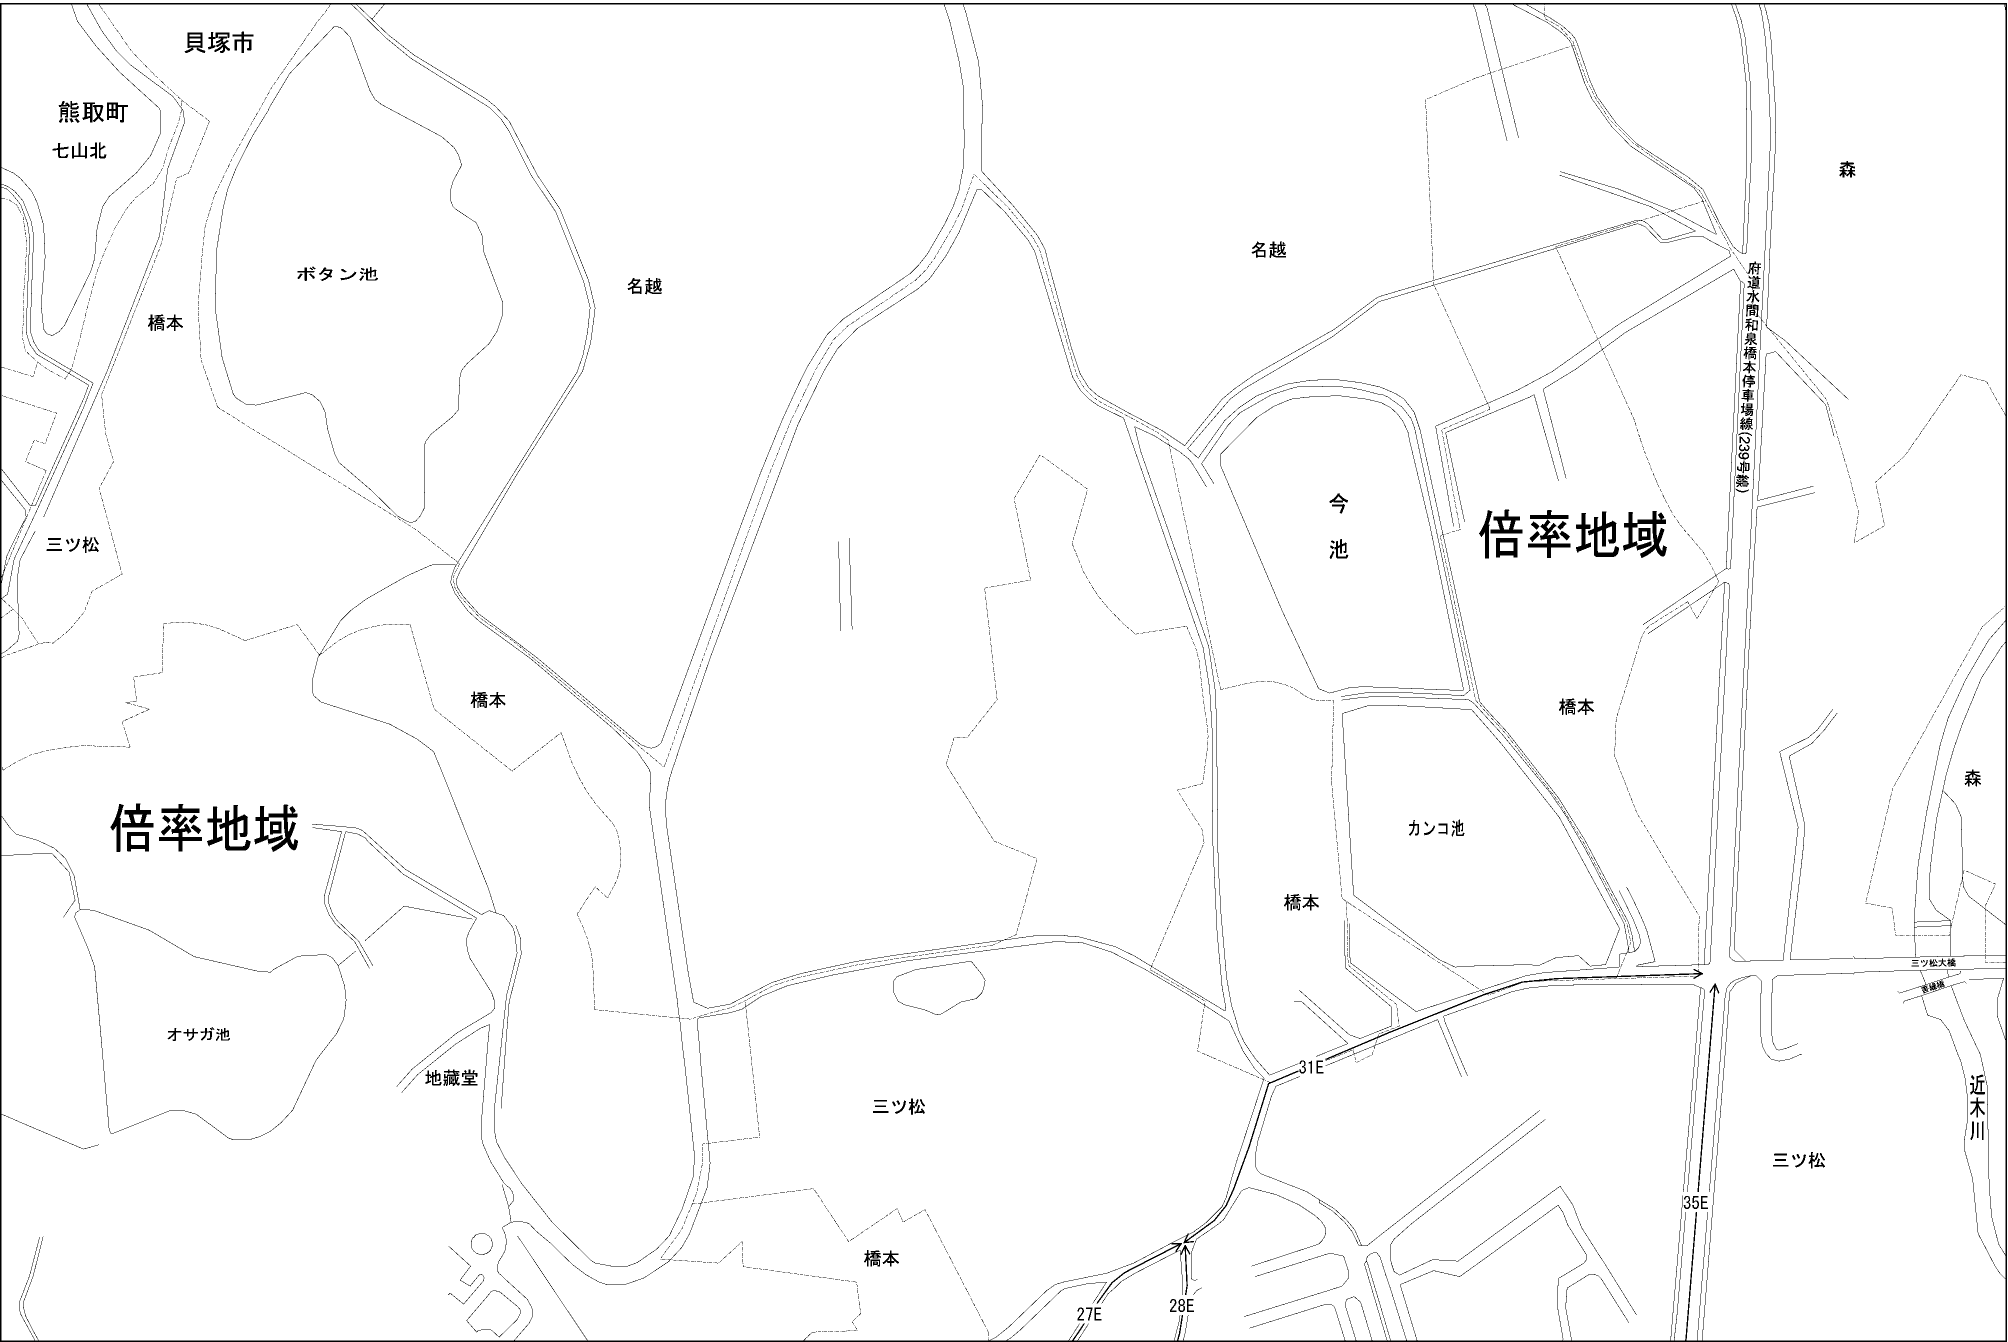 貝塚市
熊取町
七山北
森
名越
ボタン池
名越
橋本
府道水間和泉橋本停車場線(239号線)
今池
倍率地域
三ツ松
橋本
橋本
森
倍率地域
カンコ池
橋本
三ツ松大橋
オサガ池
31E
地藏堂
三ツ松
近木川
三ツ松
35E
橋本
27E
28E